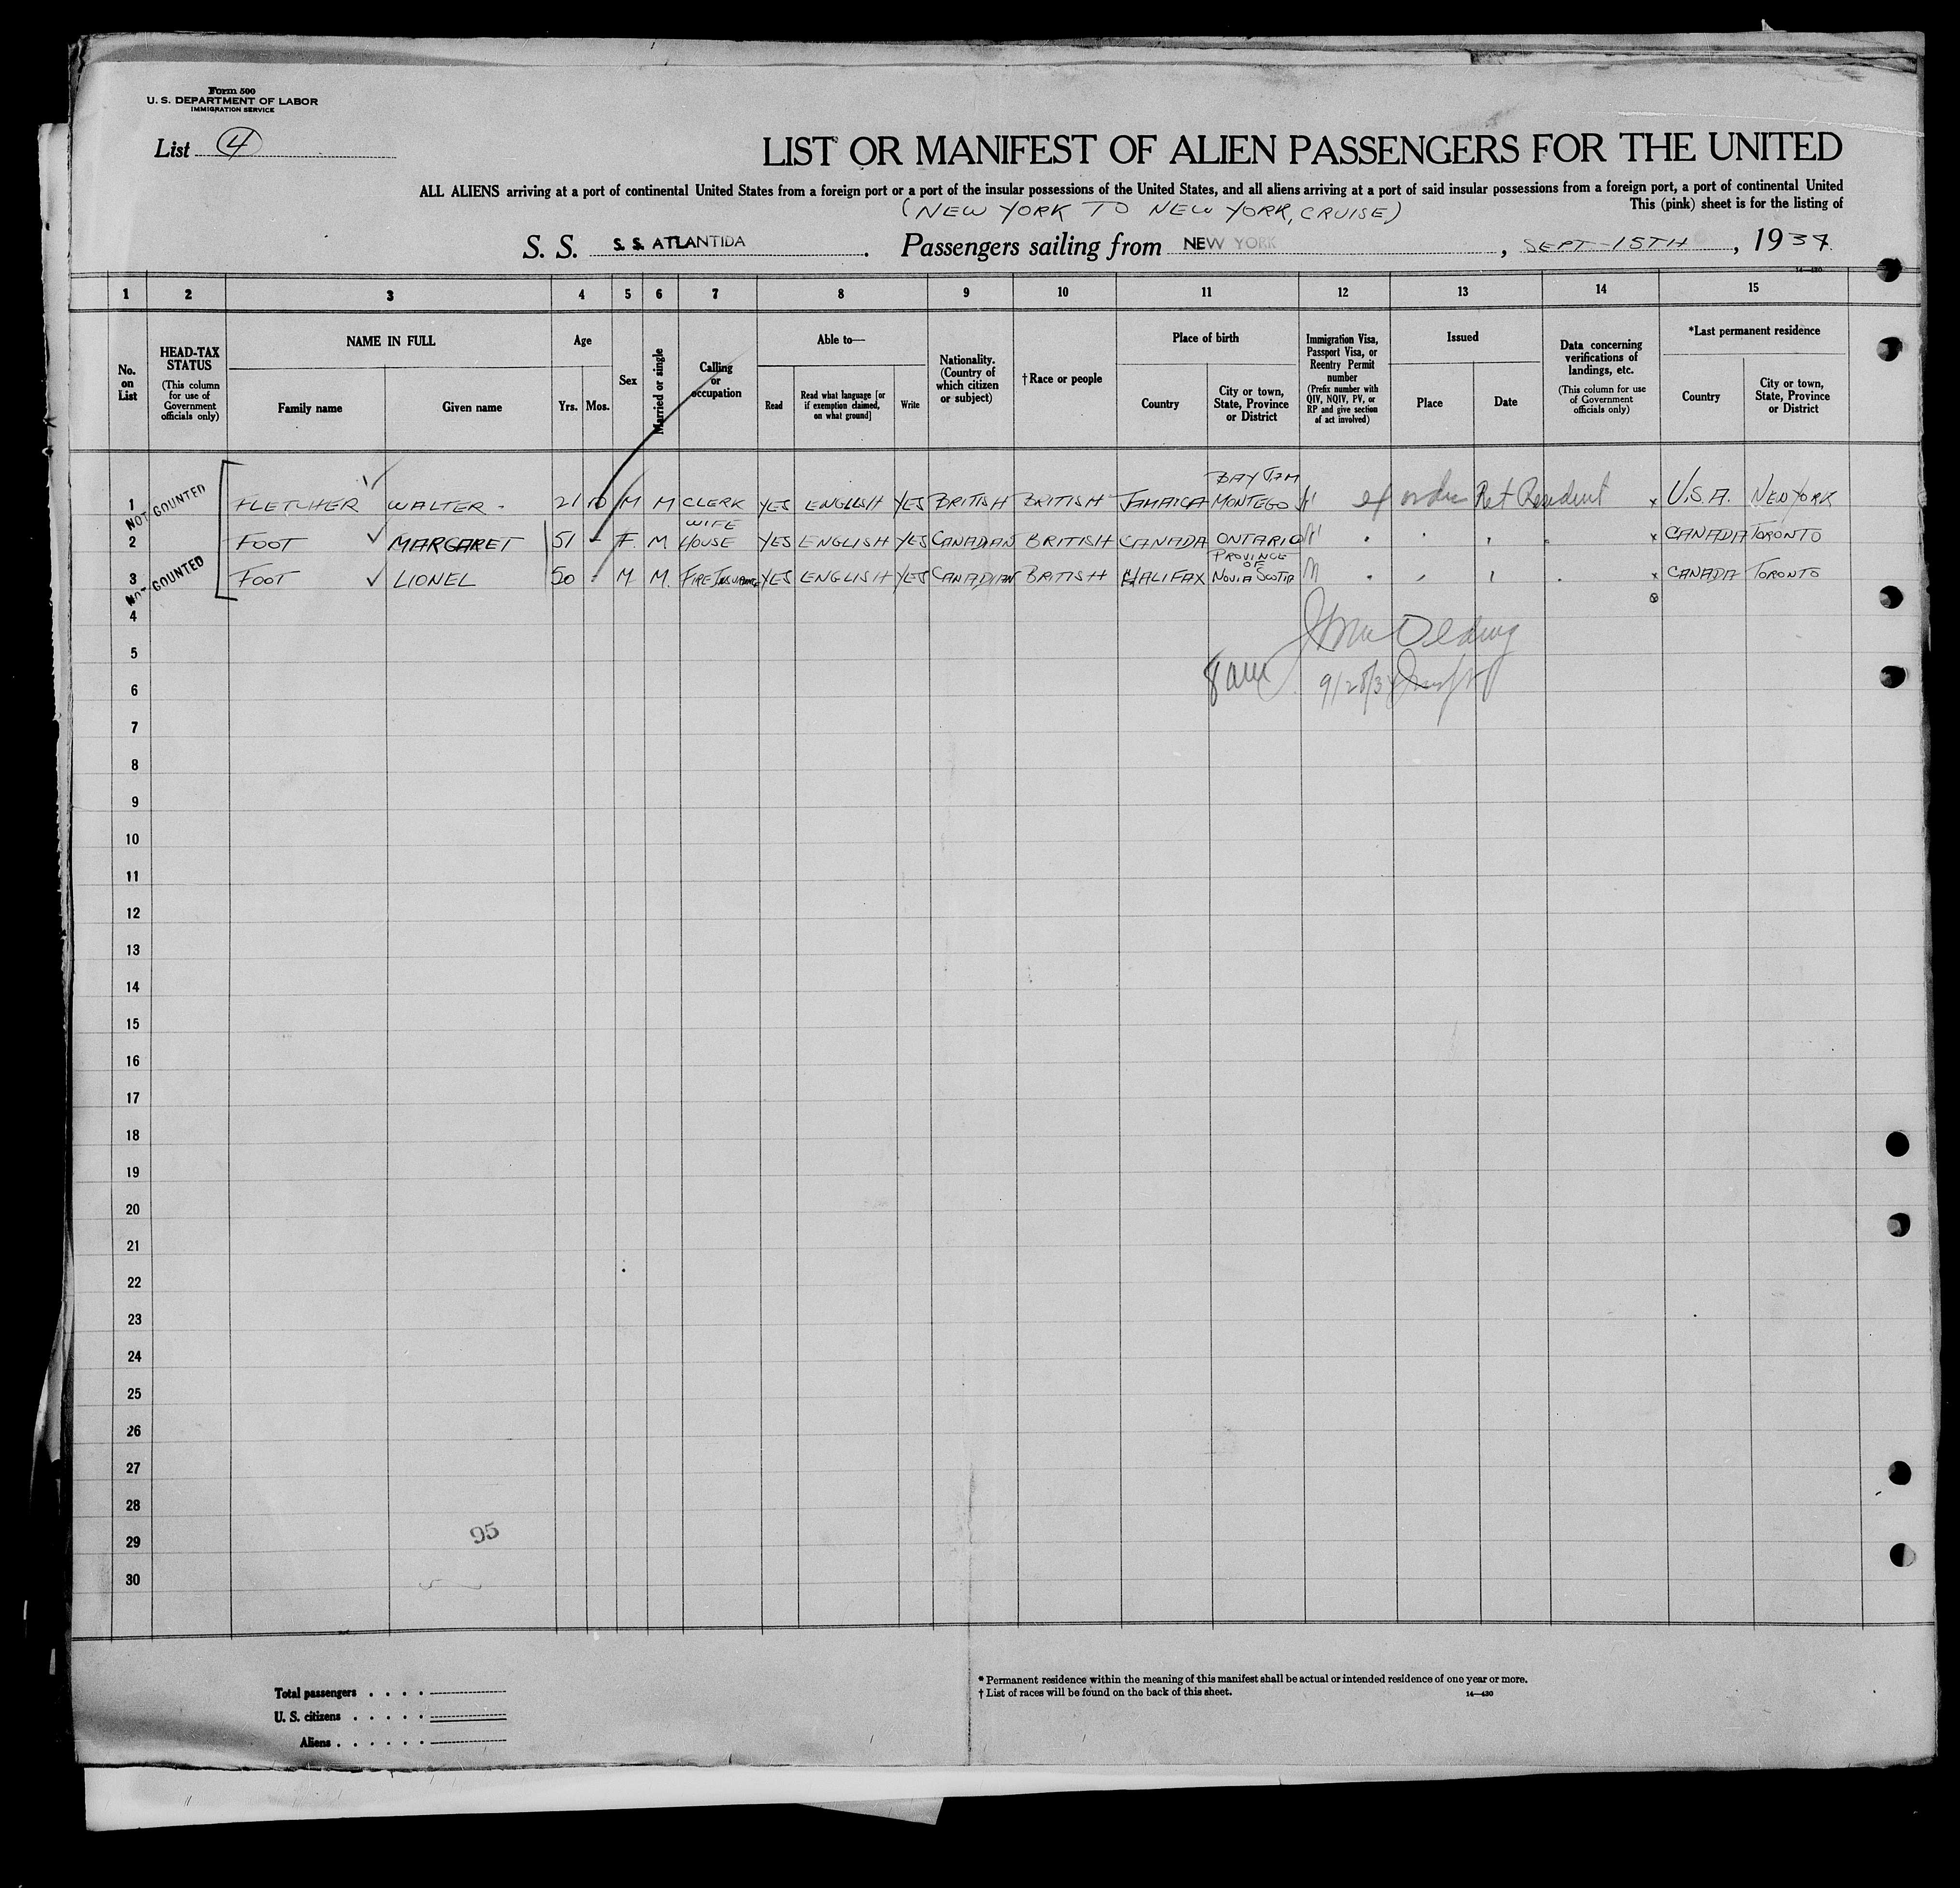 Form 500
U. S. DEPARTMENT OF LABOR
IMMIGRATION SERVICE
List 4
LIST OR MANIFEST OF ALIEN PASSENGERS FOR THE UNITED
ALL ALIENS arriving at a port of continental United States from a foreign port or a port of the insular possessions of the United States, and all aliens arriving at a port of said insular possessions from a foreign port, a port of continental United
This (pink) sheet is for the listing of
(NEW YORK TO NEW YORK, CRUISE)
S. S. S. S. ATLANTIDA. Passengers sailing from NEW YORK, SEPT-15TH, 1934.
14—430
1 2 3 4 5 6 7 8 9 10 11 12 13 14 15
No. on List
HEAD-TAX STATUS
(This column for use of Government officials only)
NAME IN FULL
Family name
Given name
Age
Yrs.
Mos.
Sex
Married or single
Calling or occupation
Able to—
Read
Read what language [or if exemption claimed, on what ground]
Write
Nationality. (Country of which citizen or subject)
†Race or people
Place of birth
Country
City or town, State, Province or District
Immigration Visa, Passport Visa, or Reentry Permit number
(Prefix number with QIV, NQIV, PV, or RP and give section of act involved)
Issued
Place
Date
Data concerning verifications of landings, etc.
(This column for use of Government officials only)
*Last permanent residence
Country
City or town, State, Province or District
1 NOT COUNTED FLETCHER WALTER 21 10 M M CLERK YES ENGLISH YES BRITISH BRITISH JAMAICA MONTEGO BAY Ret Resident x U.S.A. NEW YORK
2 FOOT MARGARET 51 - F. M HOUSE WIFE YES ENGLISH YES CANADIAN BRITISH CANADA ONTARIO x CANADA TORONTO
3 NOT COUNTED FOOT LIONEL 50 - M M. FIRE INSURANCE YES ENGLISH YES CANADIAN BRITISH HALIFAX PROVINCE OF NOVIA SCOTIA x CANADA TORONTO
4
5
6
8 am
7
8
9
10
11
12
13
14
15
16
17
18
19
20
21
22
23
24
25
26
27
28
29
95
30
Total passengers
U. S. citizens
Aliens
* Permanent residence within the meaning of this manifest shall be actual or intended residence of one year or more.
† List of races will be found on the back of this sheet.
14—430